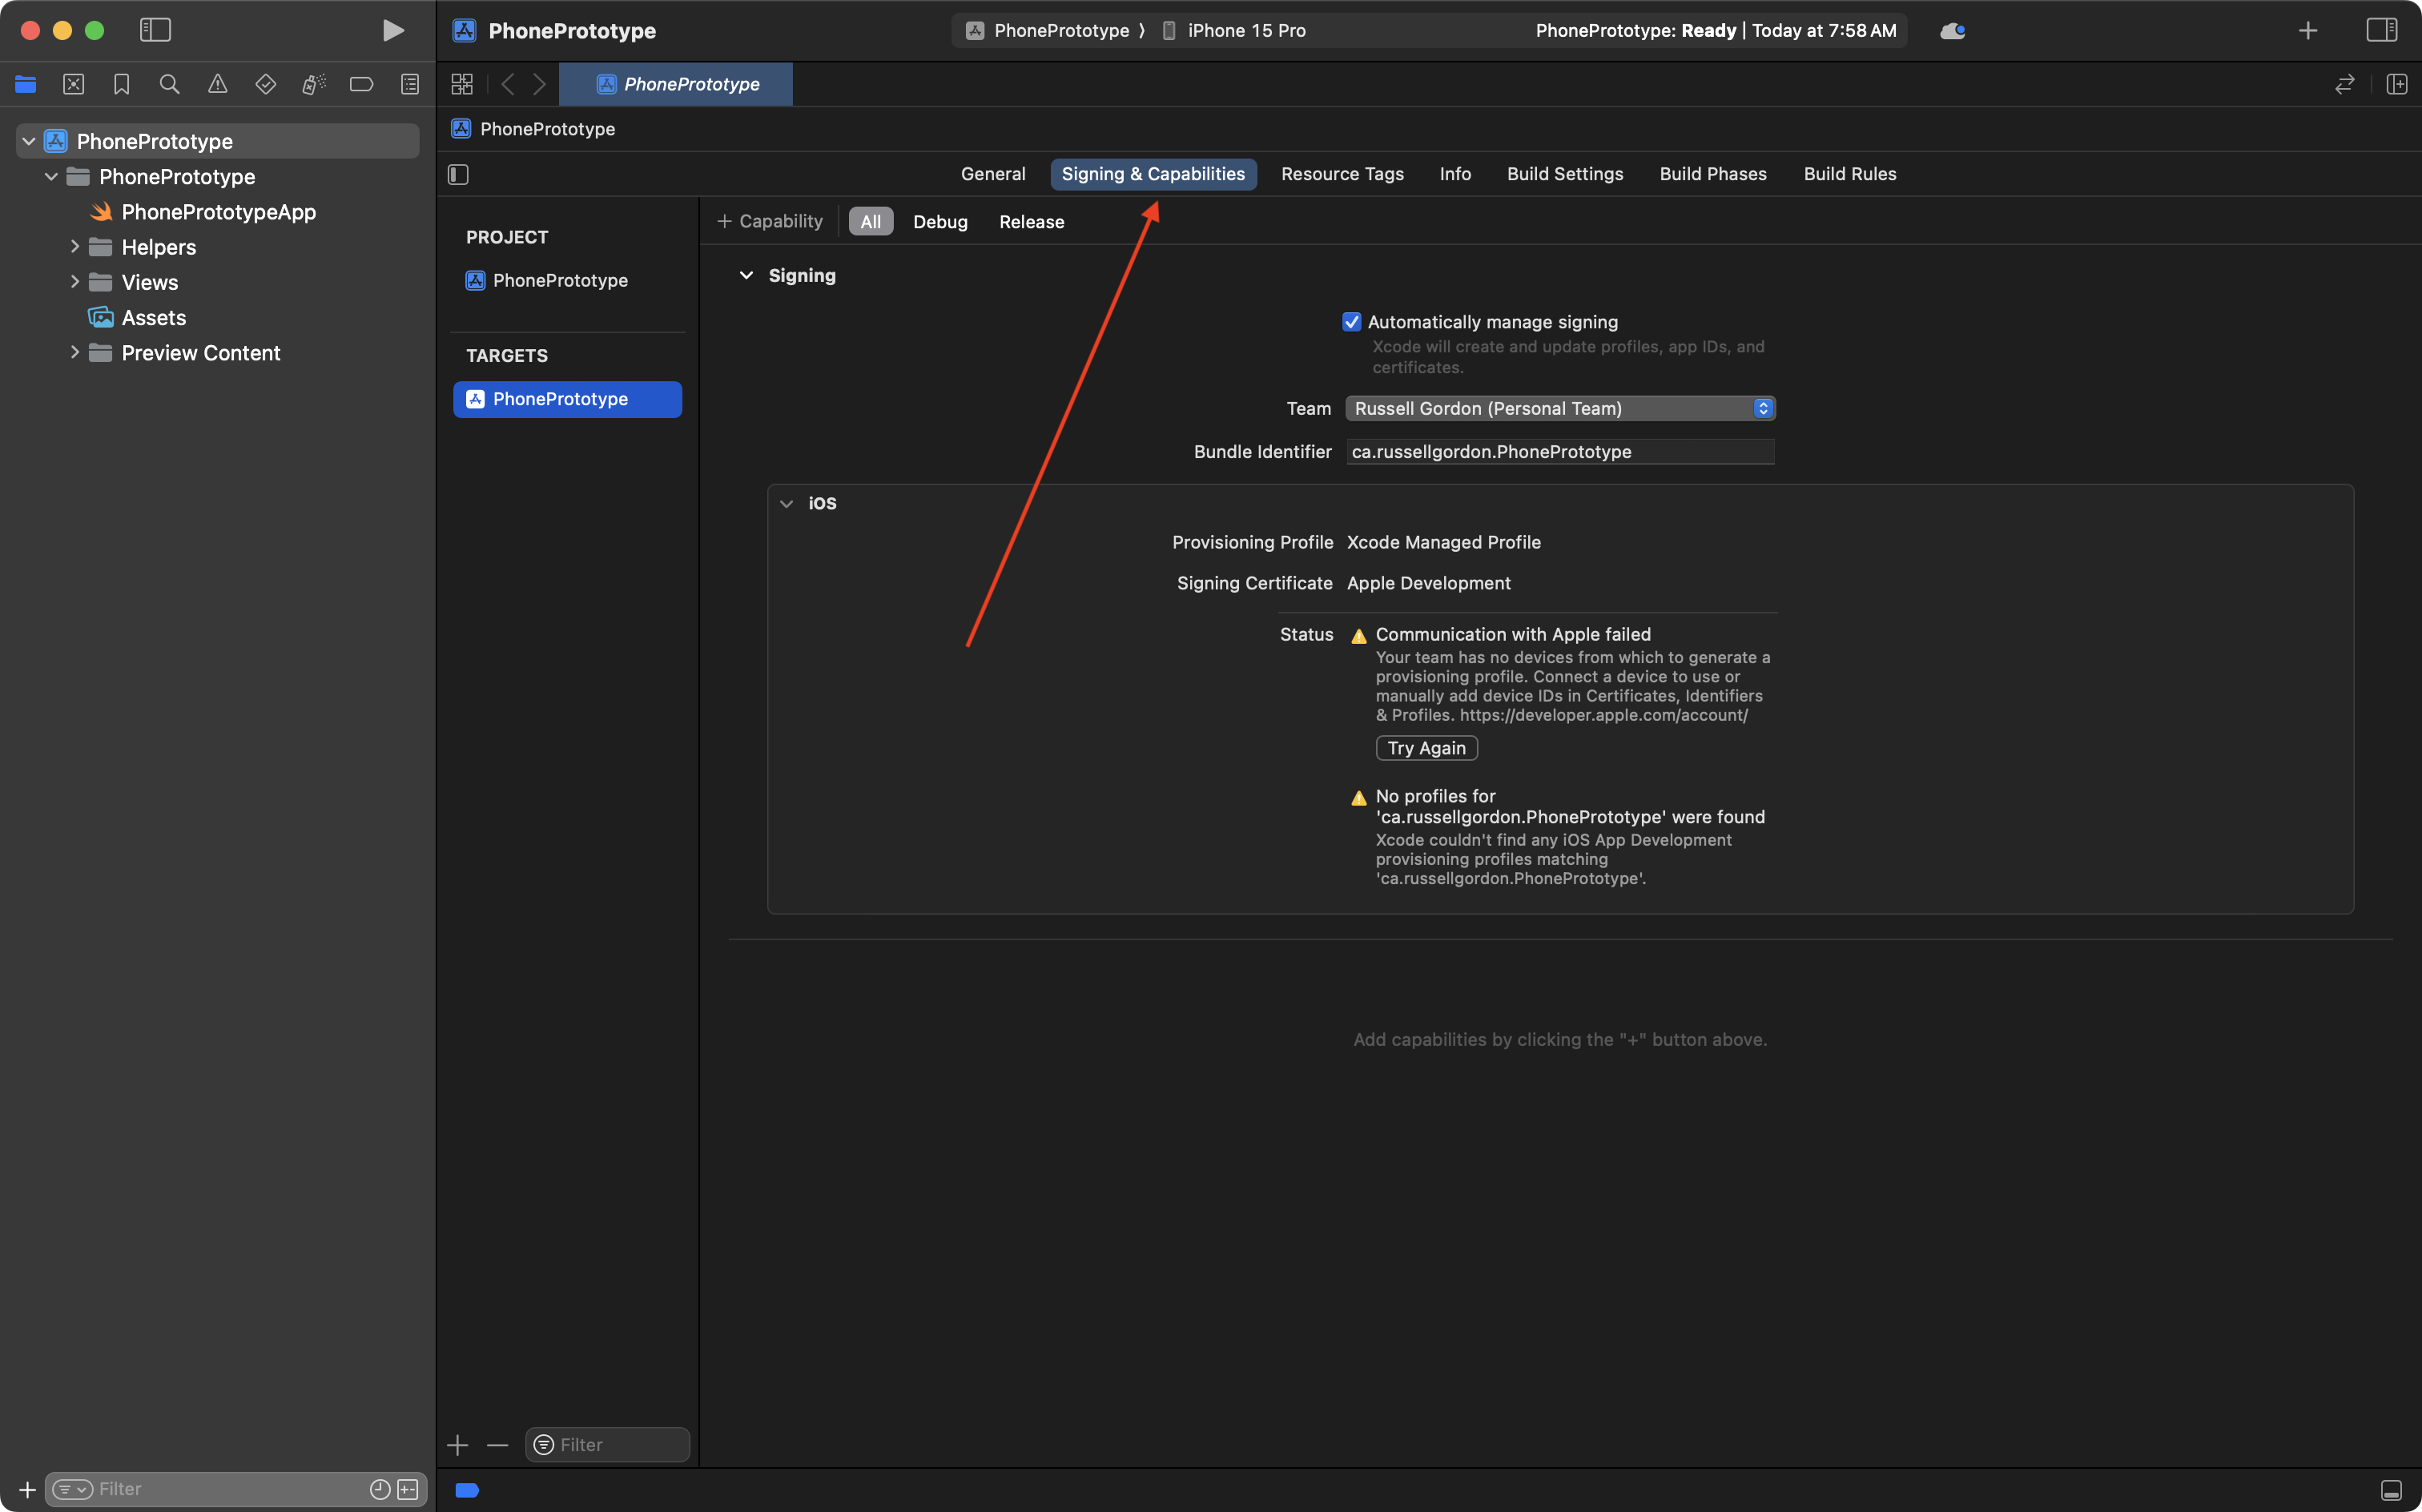 PhonePrototype
PhonePrototype ⟩ iPhone 15 Pro
PhonePrototype: Ready | Today at 7:58 AM
PhonePrototype
PhonePrototype
PhonePrototype
PhonePrototypeApp
Helpers
Views
Assets
Preview Content
PhonePrototype
PhonePrototype
General
Signing & Capabilities
Resource Tags
Info
Build Settings
Build Phases
Build Rules
PROJECT
PhonePrototype
TARGETS
PhonePrototype
+ Capability
All
Debug
Release
Signing
Automatically manage signing
Xcode will create and update profiles, app IDs, and
certificates.
Team
Russell Gordon (Personal Team)
Bundle Identifier
ca.russellgordon.PhonePrototype
iOS
Provisioning Profile
Xcode Managed Profile
Signing Certificate
Apple Development
Status
Communication with Apple failed
Your team has no devices from which to generate a
provisioning profile. Connect a device to use or
manually add device IDs in Certificates, Identifiers
& Profiles. https://developer.apple.com/account/
Try Again
No profiles for
'ca.russellgordon.PhonePrototype' were found
Xcode couldn't find any iOS App Development
provisioning profiles matching
'ca.russellgordon.PhonePrototype'.
Add capabilities by clicking the "+" button above.
Filter
Filter